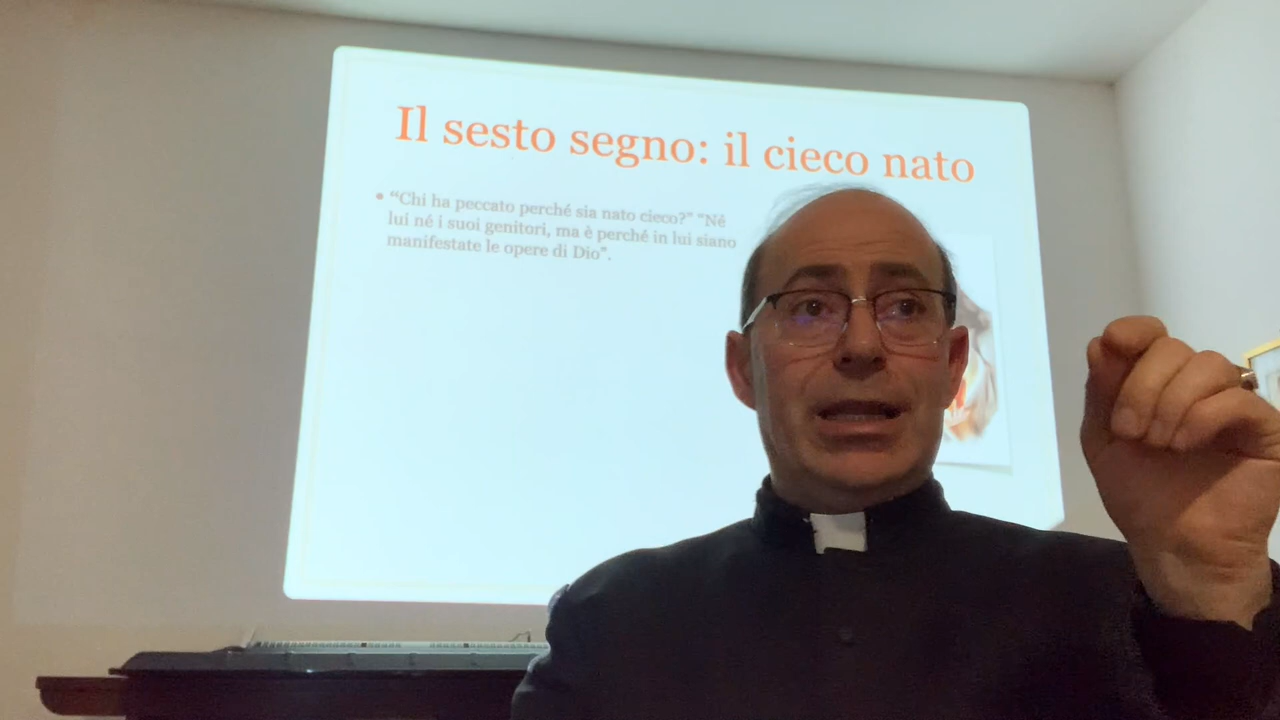 Il sesto segno: il cieco nato
• “Chi ha peccato perché sia nato cieco?” “Né
lui né i suoi genitori, ma è perché in lui siano
manifestate le opere di Dio”.